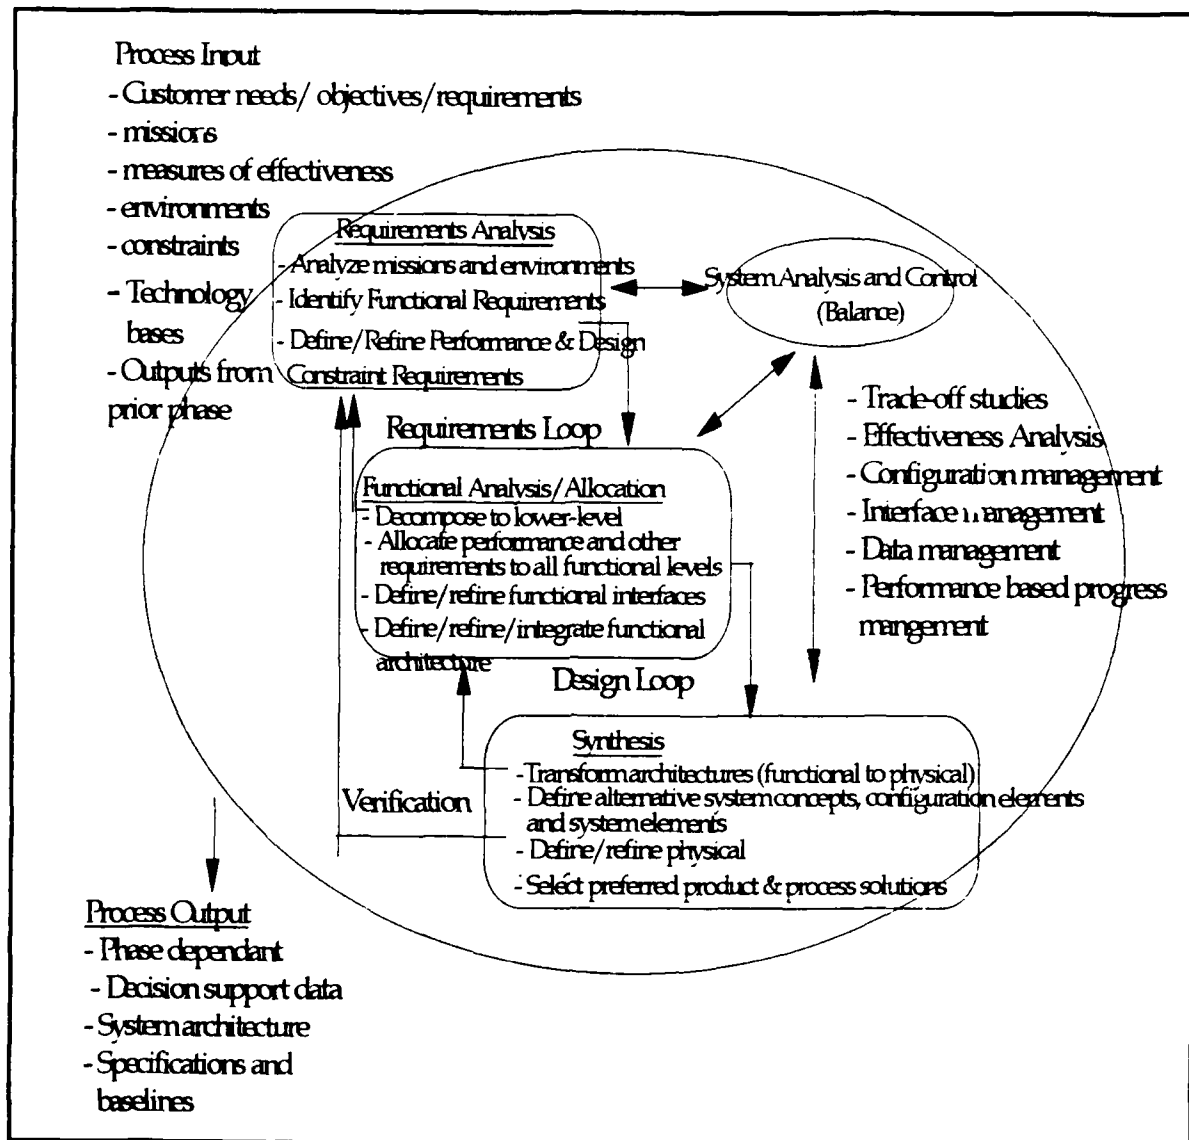 Process Input
- Customer needs/ objectives/requirements
- missions
- measures of effectiveness
- environments
- constraints
- Technology
bases
- Outputs from
prior phase
Requirements Analysis
- Analyze missions and environments
- Identify Functional Requirements
- Define/Refine Performance & Design
Constraint Requirements
System Analysis and Control
(Balance)
- Trade-off studies
- Effectiveness Analysis
- Configuration management
- Interface management
- Data management
- Performance based progress
mangement
Requirements Loop
Functional Analysis/Allocation
- Decompose to lower-level
- Allocate performance and other
requirements to all functional levels
- Define/refine functional interfaces
- Define/refine/integrate functional
architecture
Design Loop
Synthesis
- Transform architectures (functional to physical)
- Define alternative system concepts, configuration elements
and system elements
- Define/refine physical
- Select preferred product & process solutions
Verification
Process Output
- Phase dependant
- Decision support data
- System architecture
- Specifications and
baselines